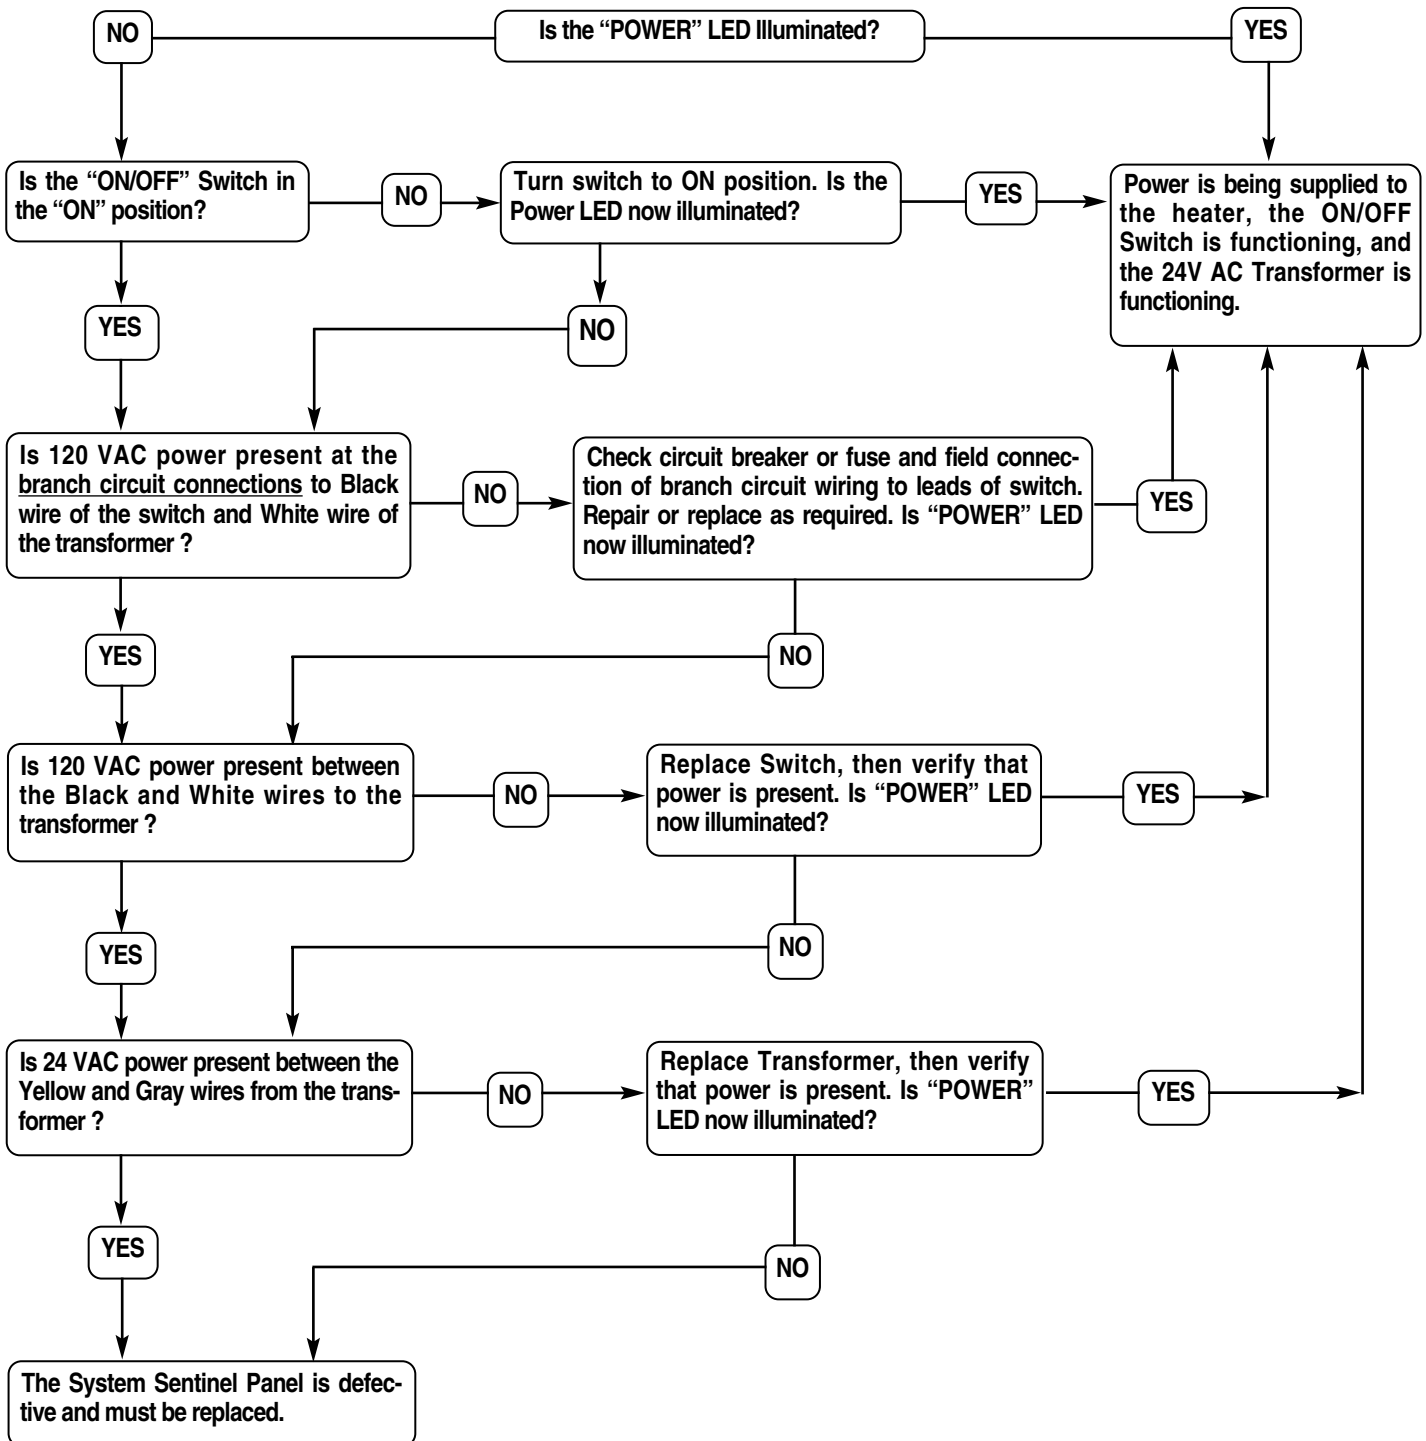 NO
Is the “POWER” LED Illuminated?
YES
Is the “ON/OFF” Switch in
the “ON” position?
NO
Turn switch to ON position. Is the
Power LED now illuminated?
YES
Power is being supplied to
the heater, the ON/OFF
Switch is functioning, and
the 24V AC Transformer is
functioning.
YES
NO
Is 120 VAC power present at the
branch circuit connections to Black
wire of the switch and White wire of
the transformer ?
NO
Check circuit breaker or fuse and field connec-
tion of branch circuit wiring to leads of switch.
Repair or replace as required. Is “POWER” LED
now illuminated?
YES
YES
NO
Is 120 VAC power present between
the Black and White wires to the
transformer ?
NO
Replace Switch, then verify that
power is present. Is “POWER” LED
now illuminated?
YES
YES
NO
Is 24 VAC power present between the
Yellow and Gray wires from the trans-
former ?
NO
Replace Transformer, then verify
that power is present. Is “POWER”
LED now illuminated?
YES
YES
NO
The System Sentinel Panel is defec-
tive and must be replaced.